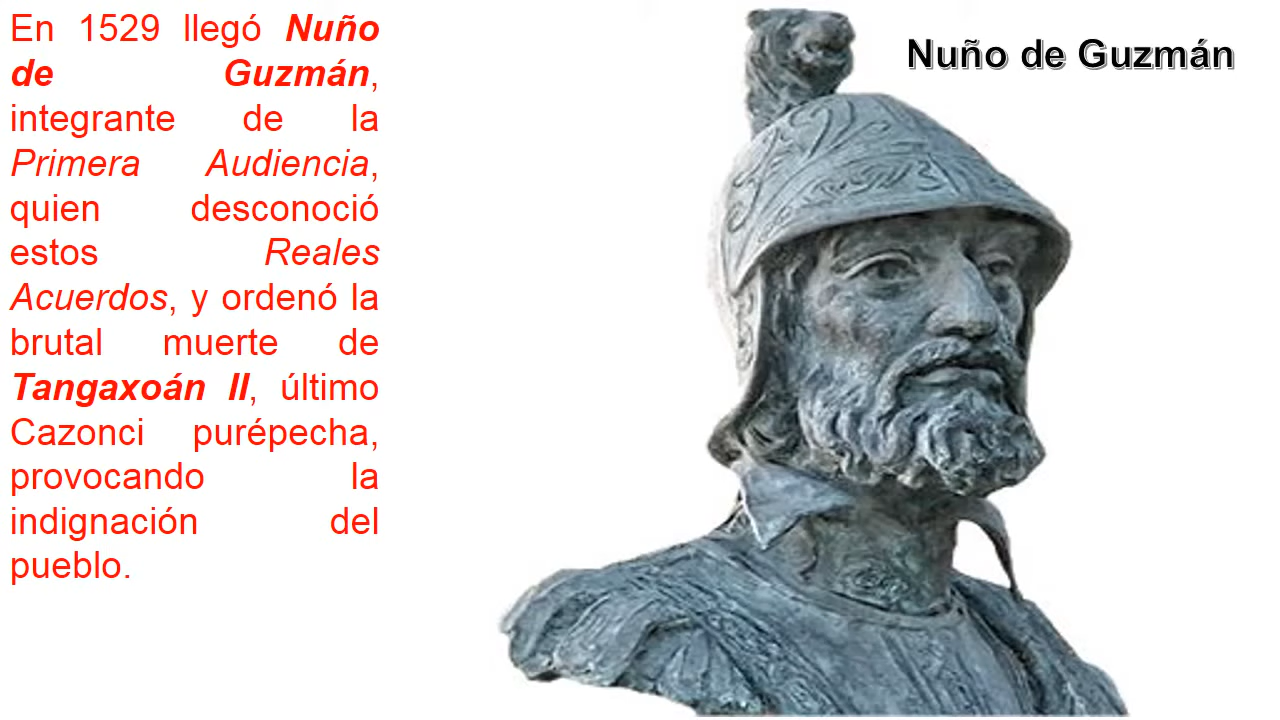 En 1529 llegó Nuño
de Guzmán,
integrante de la
Primera Audiencia,
quien desconoció
estos Reales
Acuerdos, y ordenó la
brutal muerte de
Tangaxoán II, último
Cazonci purépecha,
provocando la
indignación del
pueblo.
Nuño de Guzmán